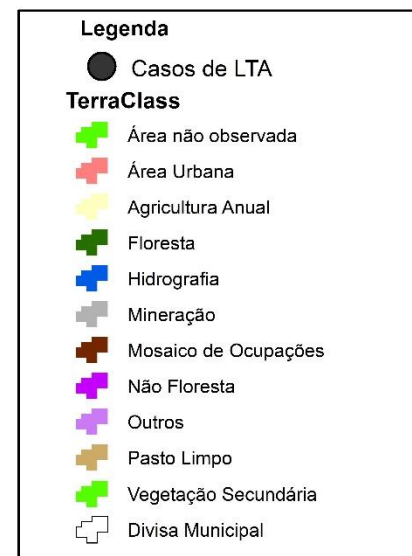 Legenda
Casos de LTA
TerraClass
Área não observada
Área Urbana
Agricultura Anual
Floresta
Hidrografia
Mineração
Mosaico de Ocupações
Não Floresta
Outros
Pasto Limpo
Vegetação Secundária
Divisa Municipal